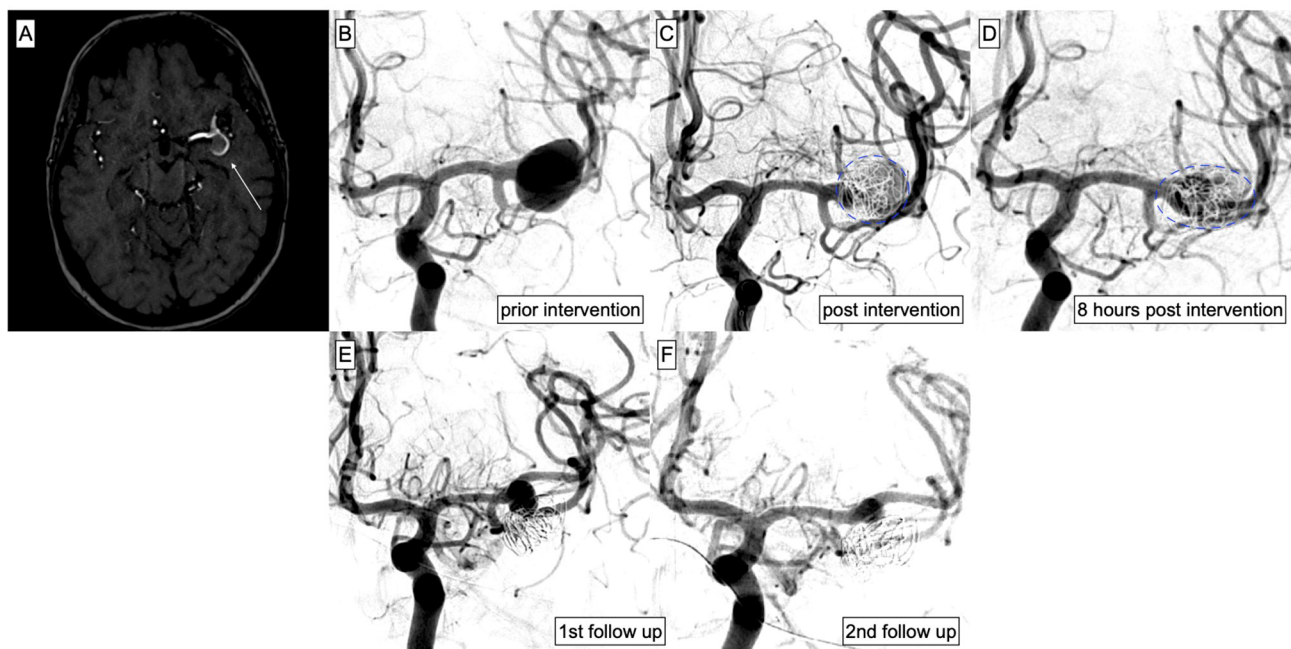 A
B
C
D
prior intervention
post intervention
8 hours post intervention
E
F
1st follow up
2nd follow up